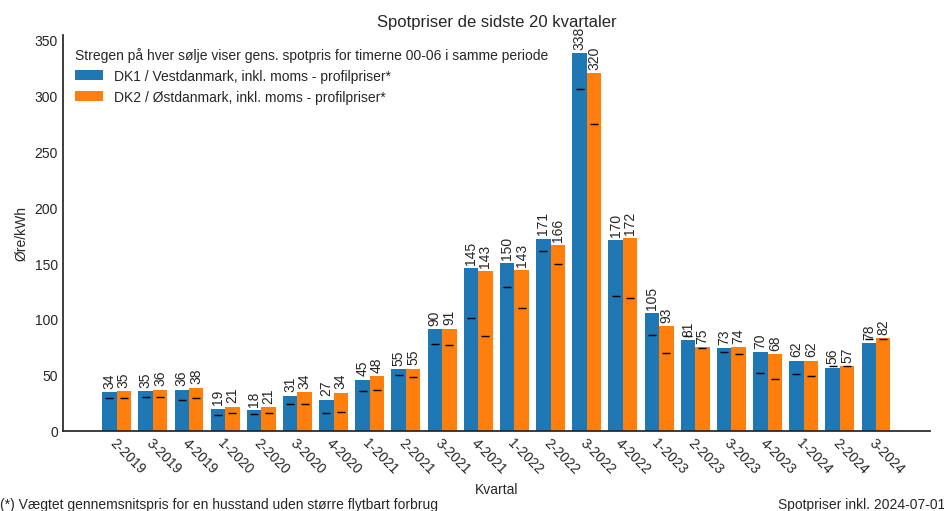 Spotpriser de sidste 20 kvartaler
Stregen på hver sølje viser gens. spotpris for timerne 00-06 i samme periode
DK1 / Vestdanmark, inkl. moms - profilpriser*
DK2 / Østdanmark, inkl. moms - profilpriser*
Øre/kWh
350
300
250
200
150
100
50
0
34 35 35 36 36 38 19 21 18 21 31 34 27 34 45 48 55 55 90 91 145 143 150 143 171 166 338 320 170 172 105 93 81 75 73 74 70 68 62 62 56 57 78 82
2-2019 3-2019 4-2019 1-2020 2-2020 3-2020 4-2020 1-2021 2-2021 3-2021 4-2021 1-2022 2-2022 3-2022 4-2022 1-2023 2-2023 3-2023 4-2023 1-2024 2-2024 3-2024
Kvartal
(*) Vægtet gennemsnitspris for en husstand uden større flytbart forbrug
Spotpriser inkl. 2024-07-01